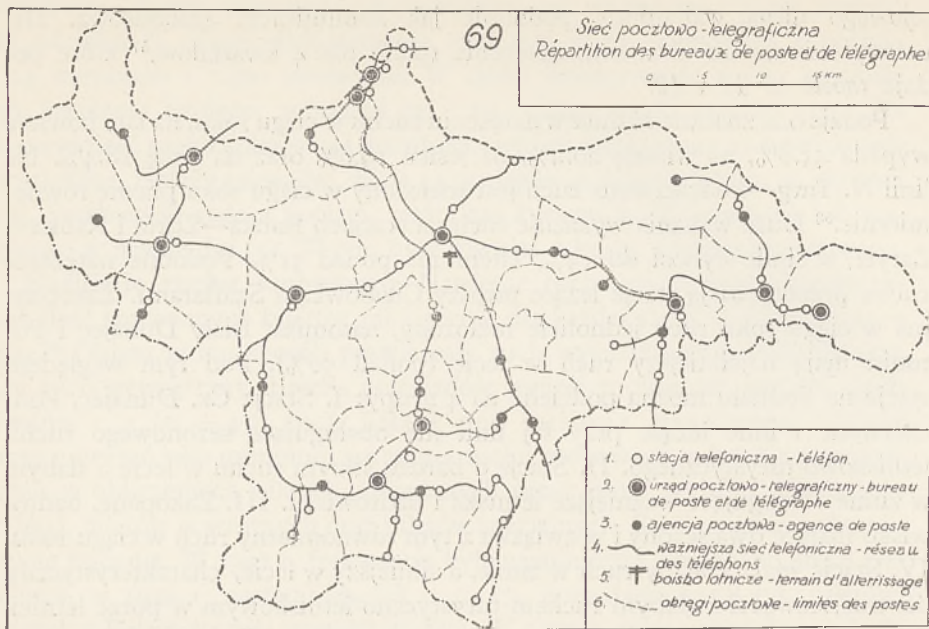 69
Sieć pocztowo-telegraficzna
Répartition des bureaux de poste et de télégraphe
0 5 10 15 km
1. stacja telefoniczna - téléfon
2. urząd pocztowo-telegraficzny - bureau
de poste et de télégraphe
3. ajencja pocztowa - agence de poste
4. ważniejsza sieć telefoniczna - réseau
des téléphons
5. boisko lotnicze - terrain d'alterrissage
6. okręgi pocztowe - limites des postes